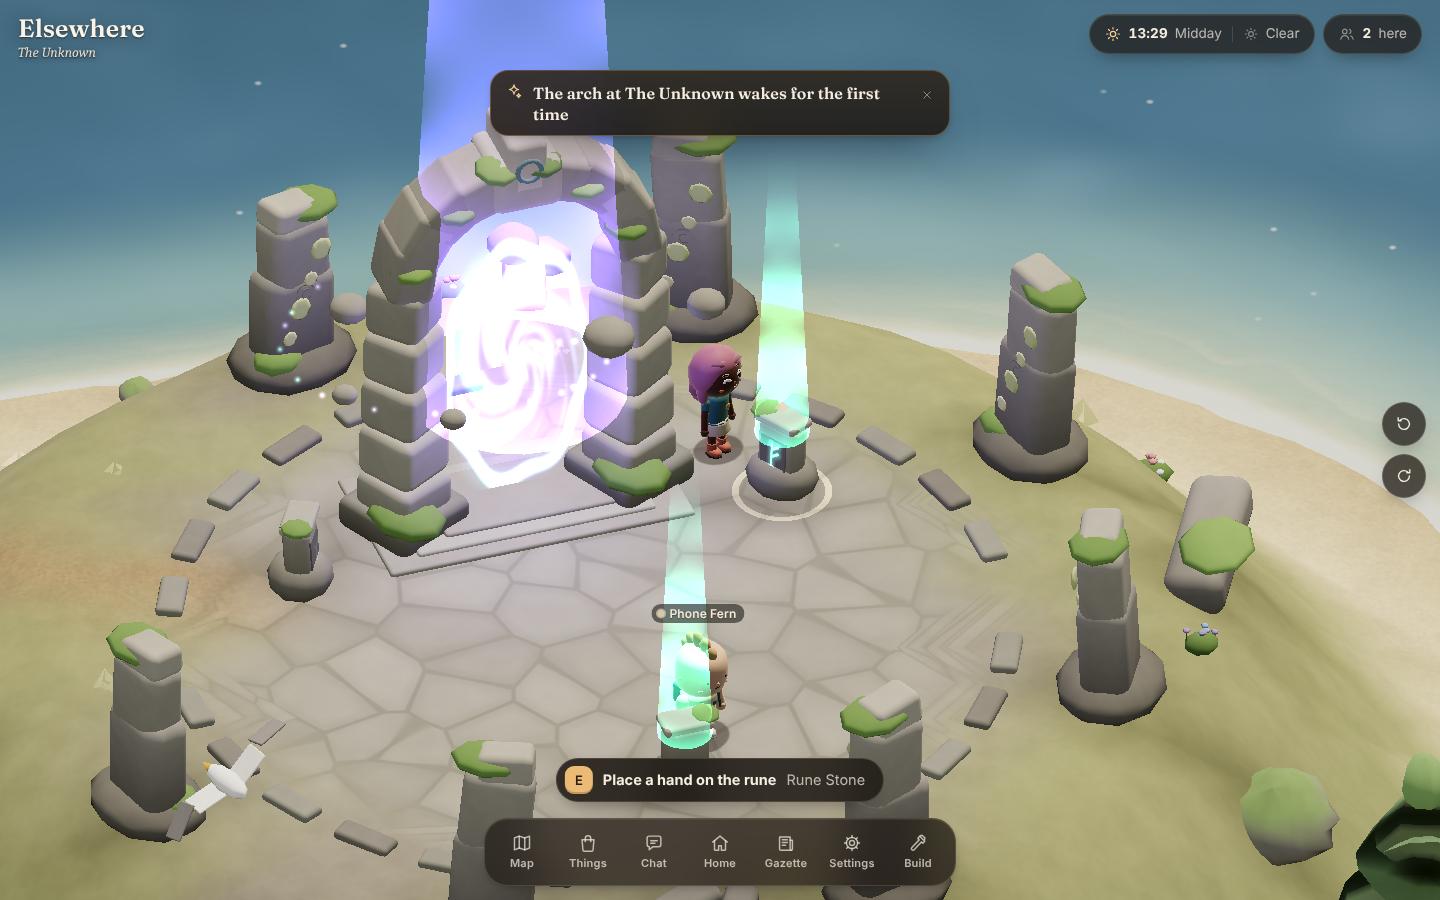 Elsewhere
The Unknown
13:29 Midday
Clear
2 here
The arch at The Unknown wakes for the first
time
Phone Fern
E Place a hand on the rune Rune Stone
Map
Things
Chat
Home
Gazette
Settings
Build